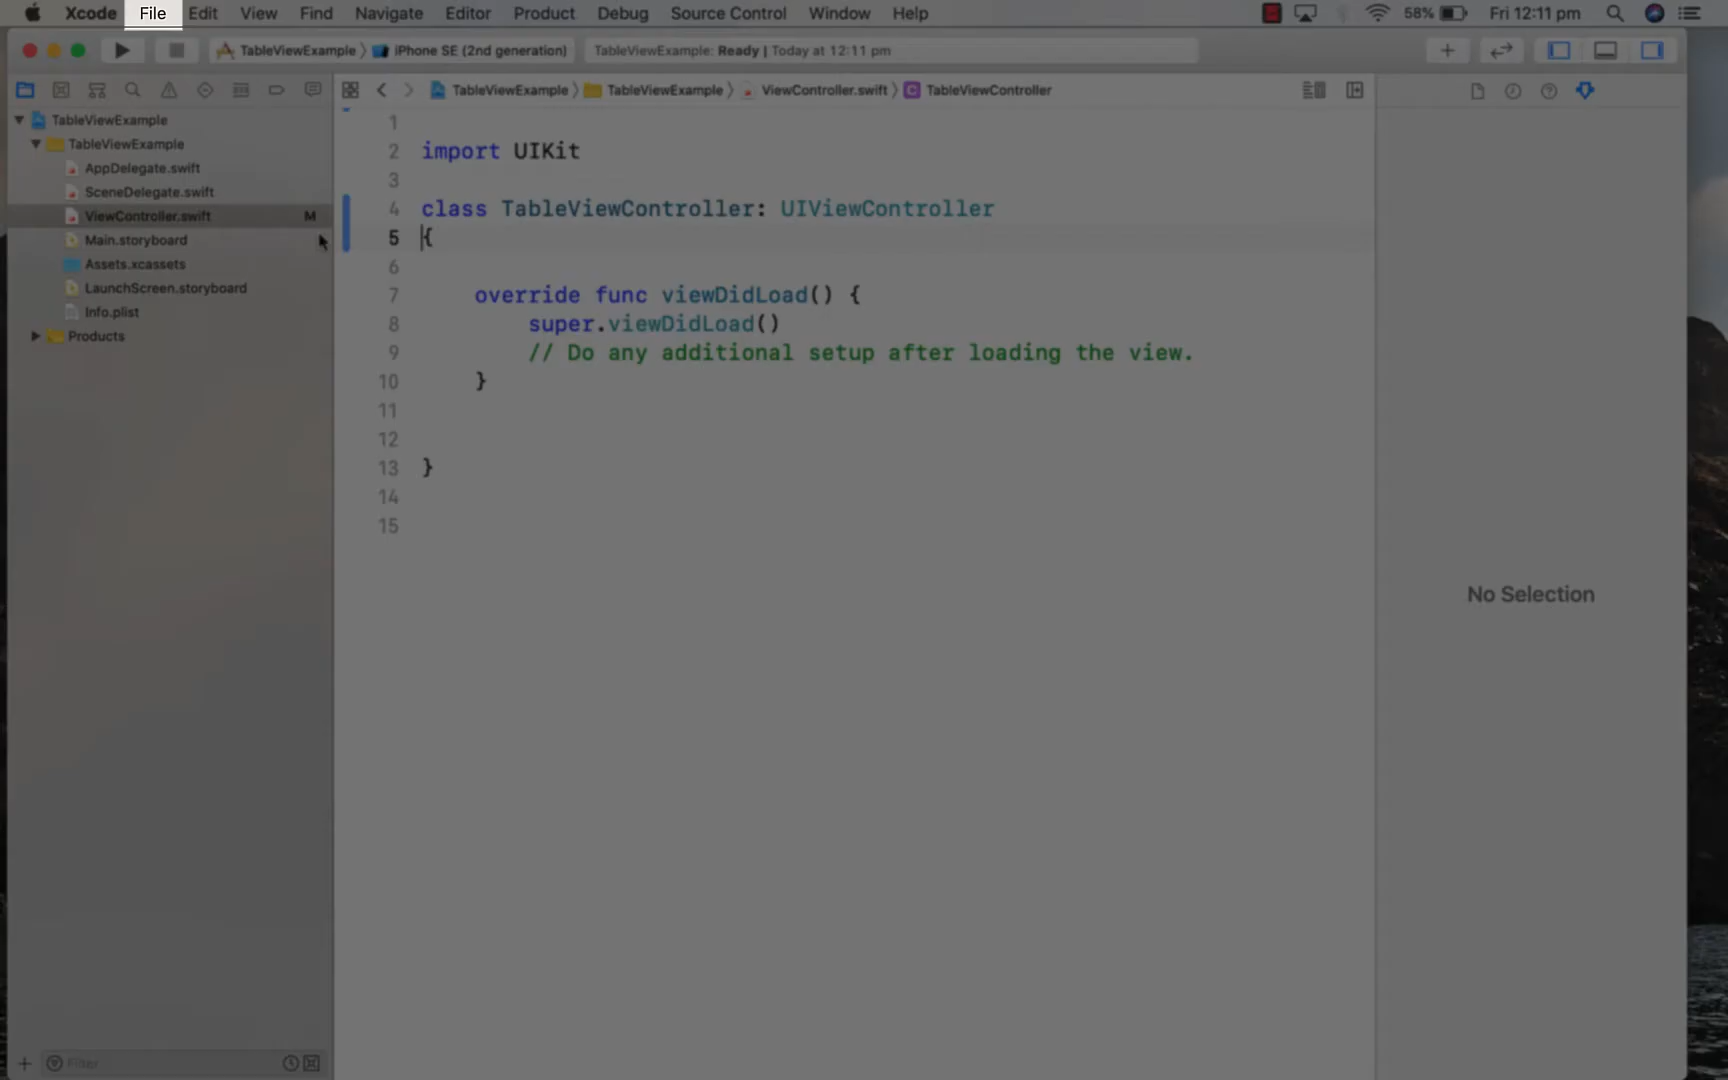 Xcode File Edit View Find Navigate Editor Product Debug Source Control Window Help 58% Fri 12:11 pm
TableViewExample iPhone SE (2nd generation) TableViewExample: Ready | Today at 12:11 pm
TableViewExample TableViewExample ViewController.swift C TableViewController
TableViewExample
TableViewExample
AppDelegate.swift
SceneDelegate.swift
ViewController.swift M
Main.storyboard
Assets.xcassets
LaunchScreen.storyboard
Info.plist
Products
1
2 import UIKit
3
4 class TableViewController: UIViewController
5 {
6
7 override func viewDidLoad() {
8 super.viewDidLoad()
9 // Do any additional setup after loading the view.
10 }
11
12
13 }
14
15
No Selection
Filter